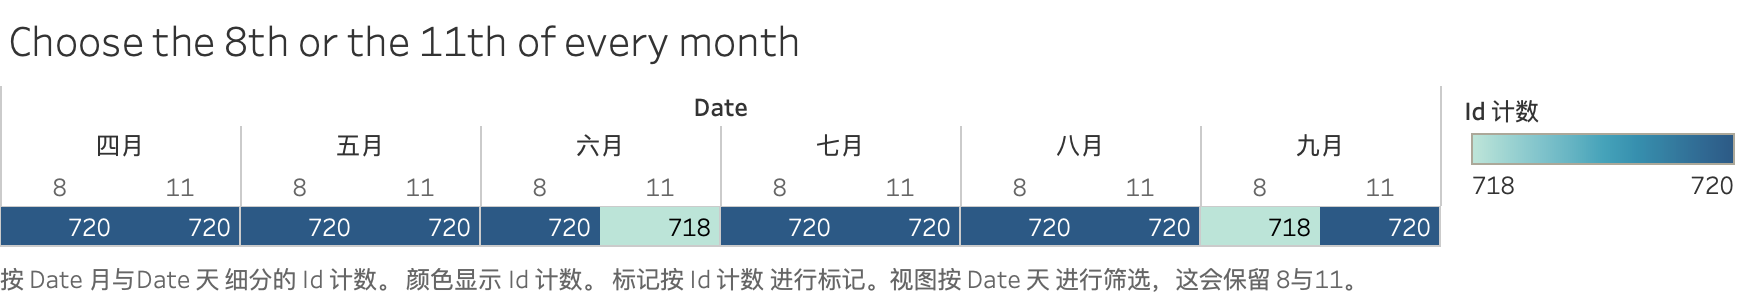 Choose the 8th or the 11th of every month
Date
Id 计数
四月 五月 六月 七月 八月 九月
8 11 8 11 8 11 8 11 8 11 8 11
718 720
720 720 720 720 720 718 720 720 720 720 718 720
按 Date 月与Date 天 细分的 Id 计数。 颜色显示 Id 计数。 标记按 Id 计数 进行标记。视图按 Date 天 进行筛选，这会保留 8与11。